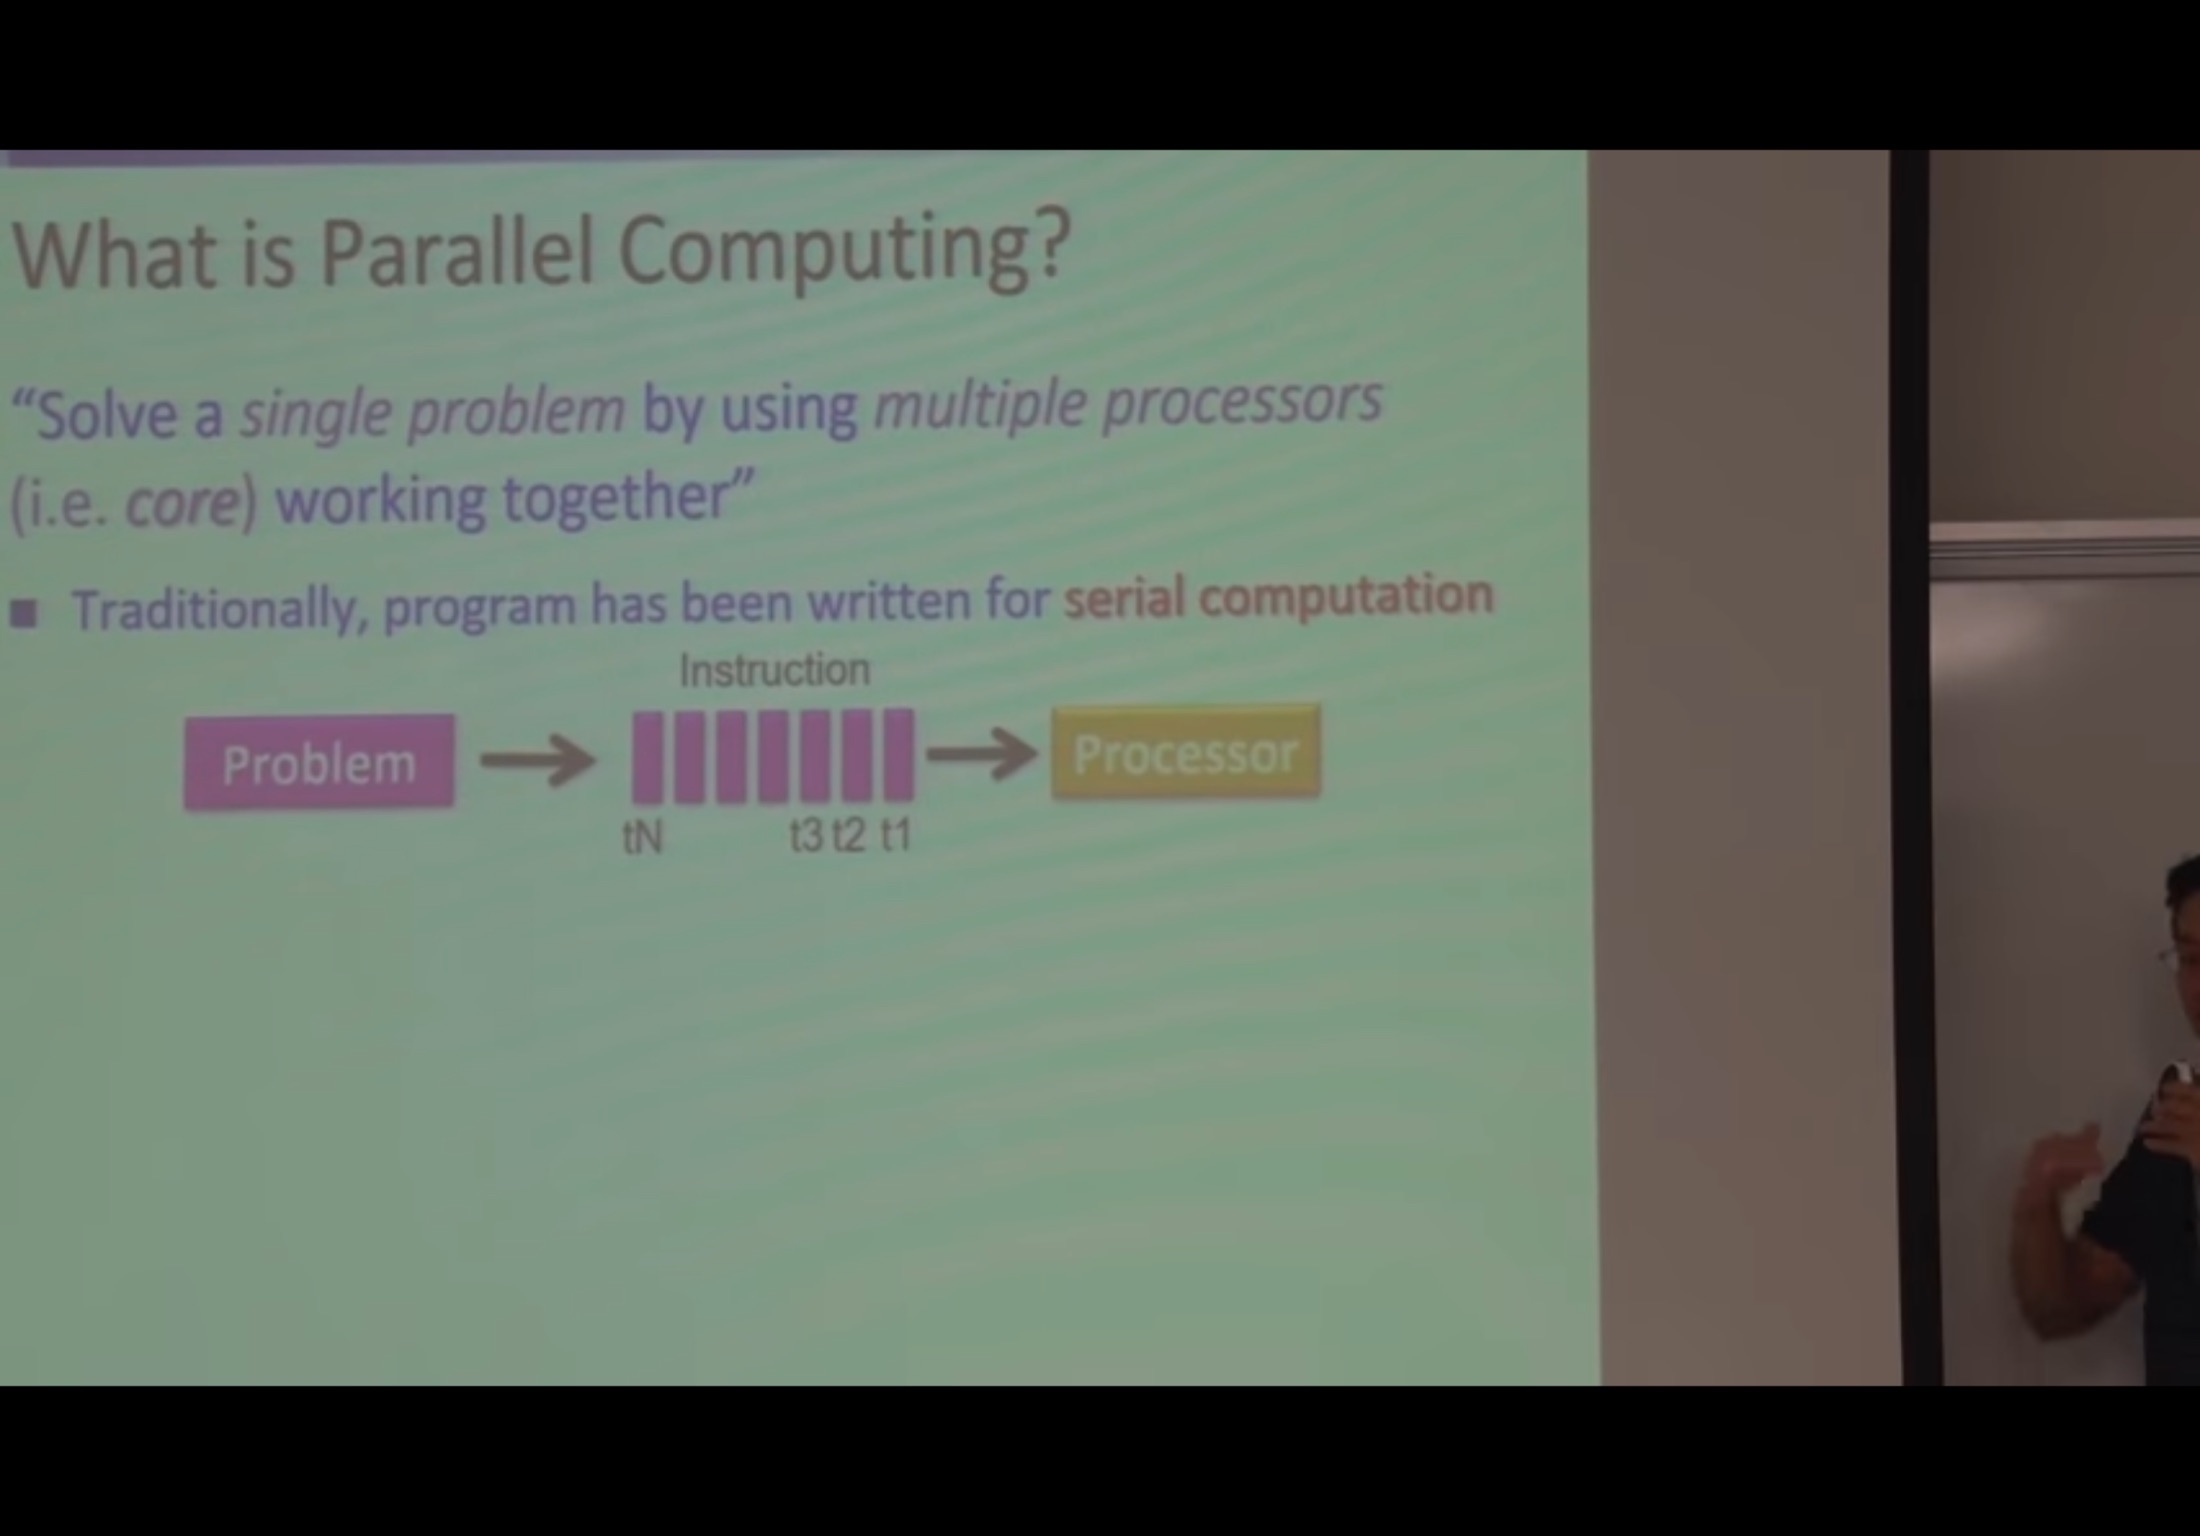 What is Parallel Computing?
“Solve a single problem by using multiple processors
(i.e. core) working together”
■ Traditionally, program has been written for serial computation
Instruction
Problem
Processor
tN t3 t2 t1